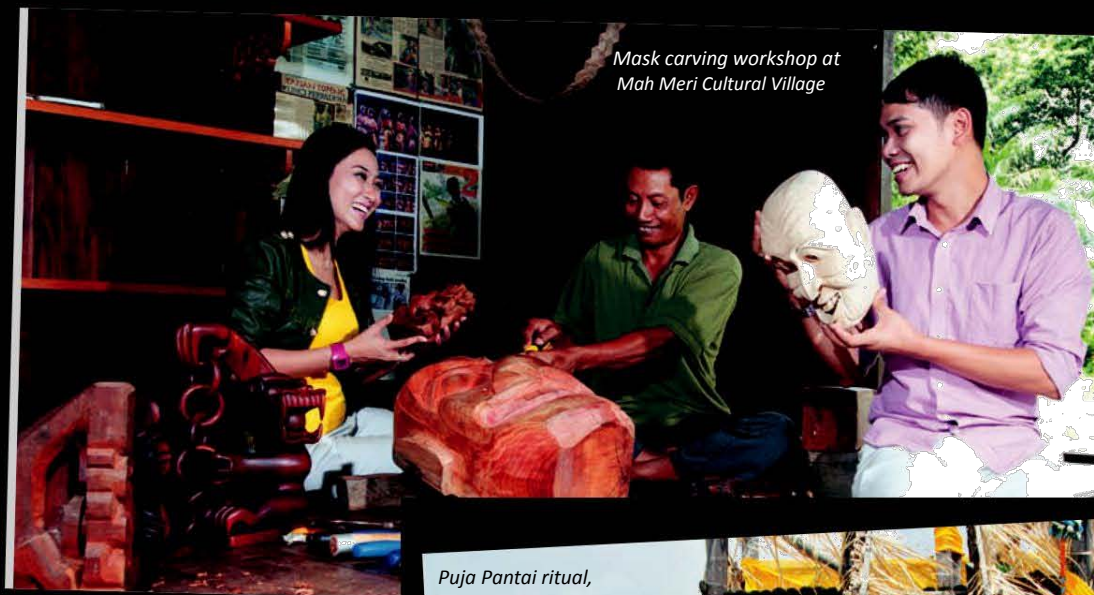 Mask carving workshop at
Mah Meri Cultural Village
Puja Pantai ritual,